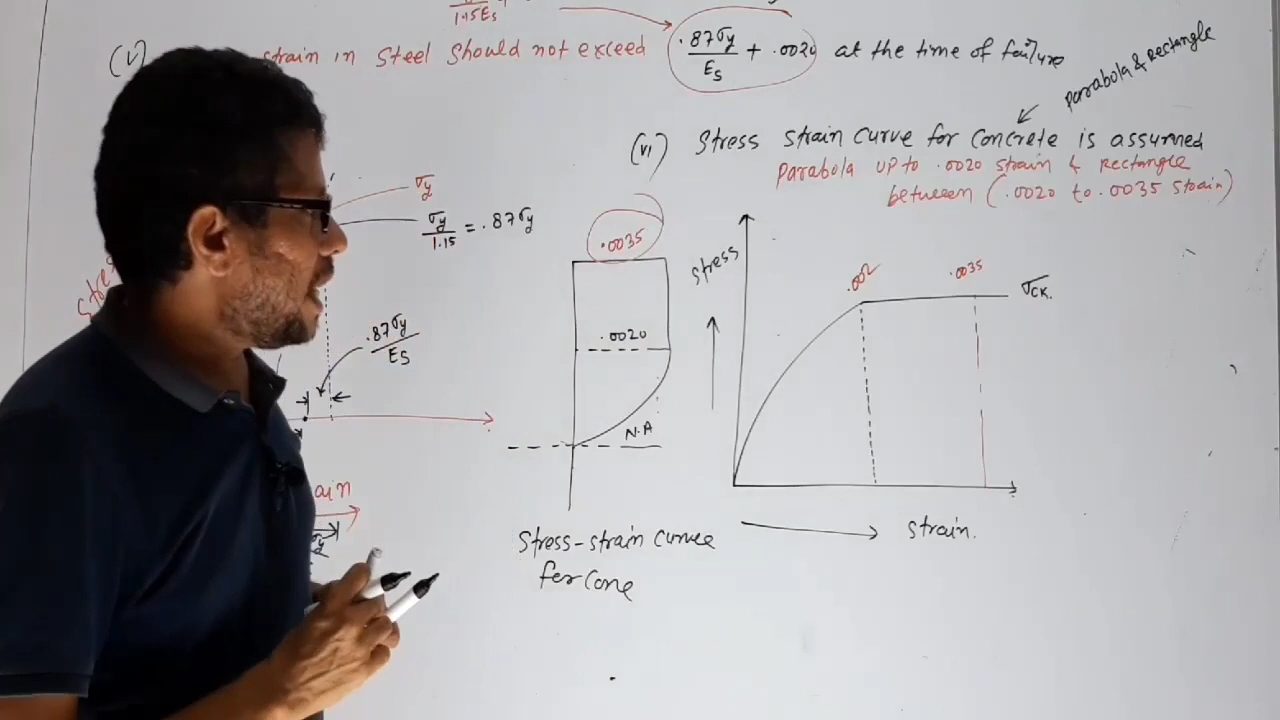 1.15Es
(V) strain in Steel Should not exceed .87σy/Es + .0020 at the time of failure
Parabola & Rectangle
(VI) Stress strain curve for concrete is assumed
parabola up to .0020 strain & rectangle
between (.0020 to .0035 strain)
σy
σy/1.15 = .87σy
.87σy/Es
.0035
.0020
N.A
Stress-strain curve
for conc
stress
.002
.0035
σck.
strain.